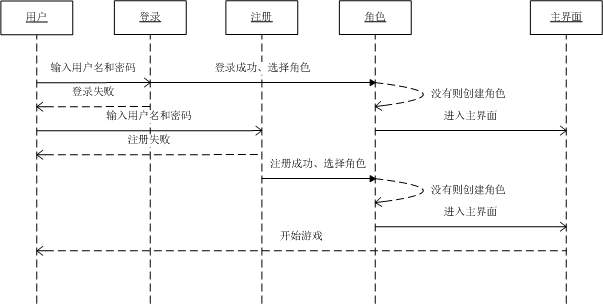 用户
登录
注册
角色
主界面
输入用户名和密码
登录成功、选择角色
登录失败
没有则创建角色
输入用户名和密码
进入主界面
注册失败
注册成功、选择角色
没有则创建角色
进入主界面
开始游戏